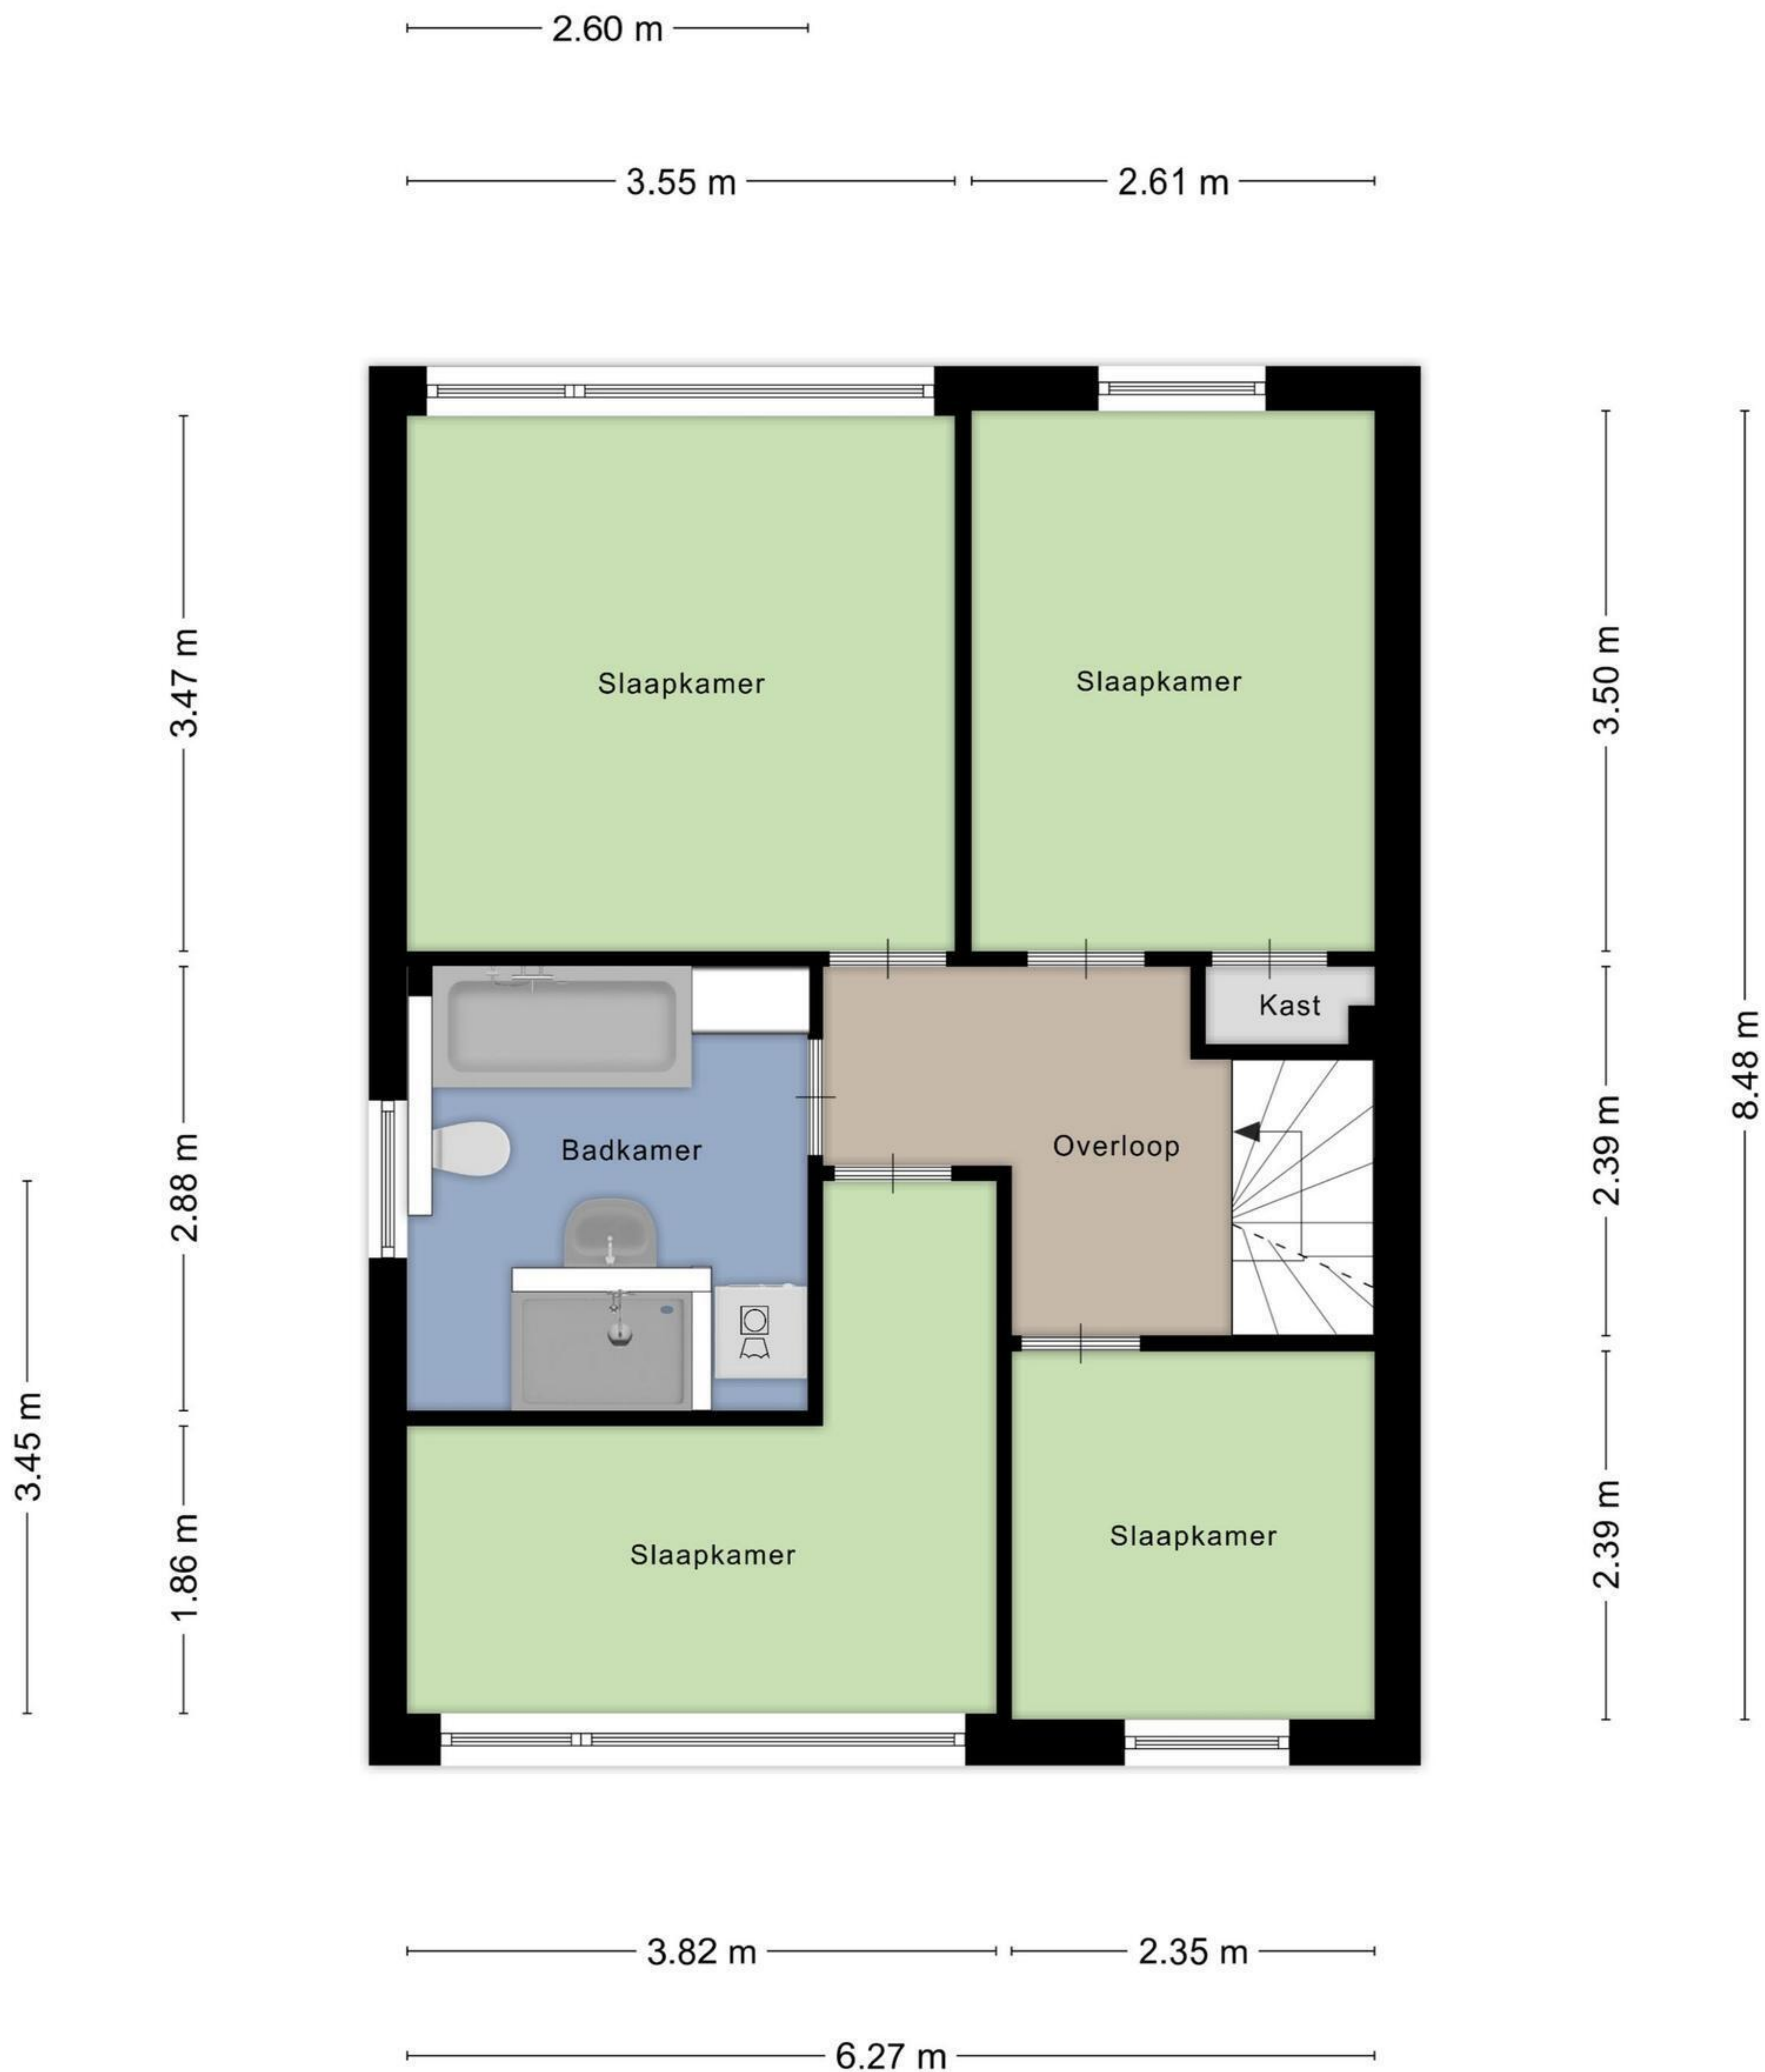 2.60 m
3.55 m
2.61 m
Slaapkamer
Slaapkamer
3.47 m
3.50 m
Kast
8.48 m
Badkamer
Overloop
2.88 m
2.39 m
3.45 m
Slaapkamer
Slaapkamer
1.86 m
2.39 m
3.82 m
2.35 m
6.27 m